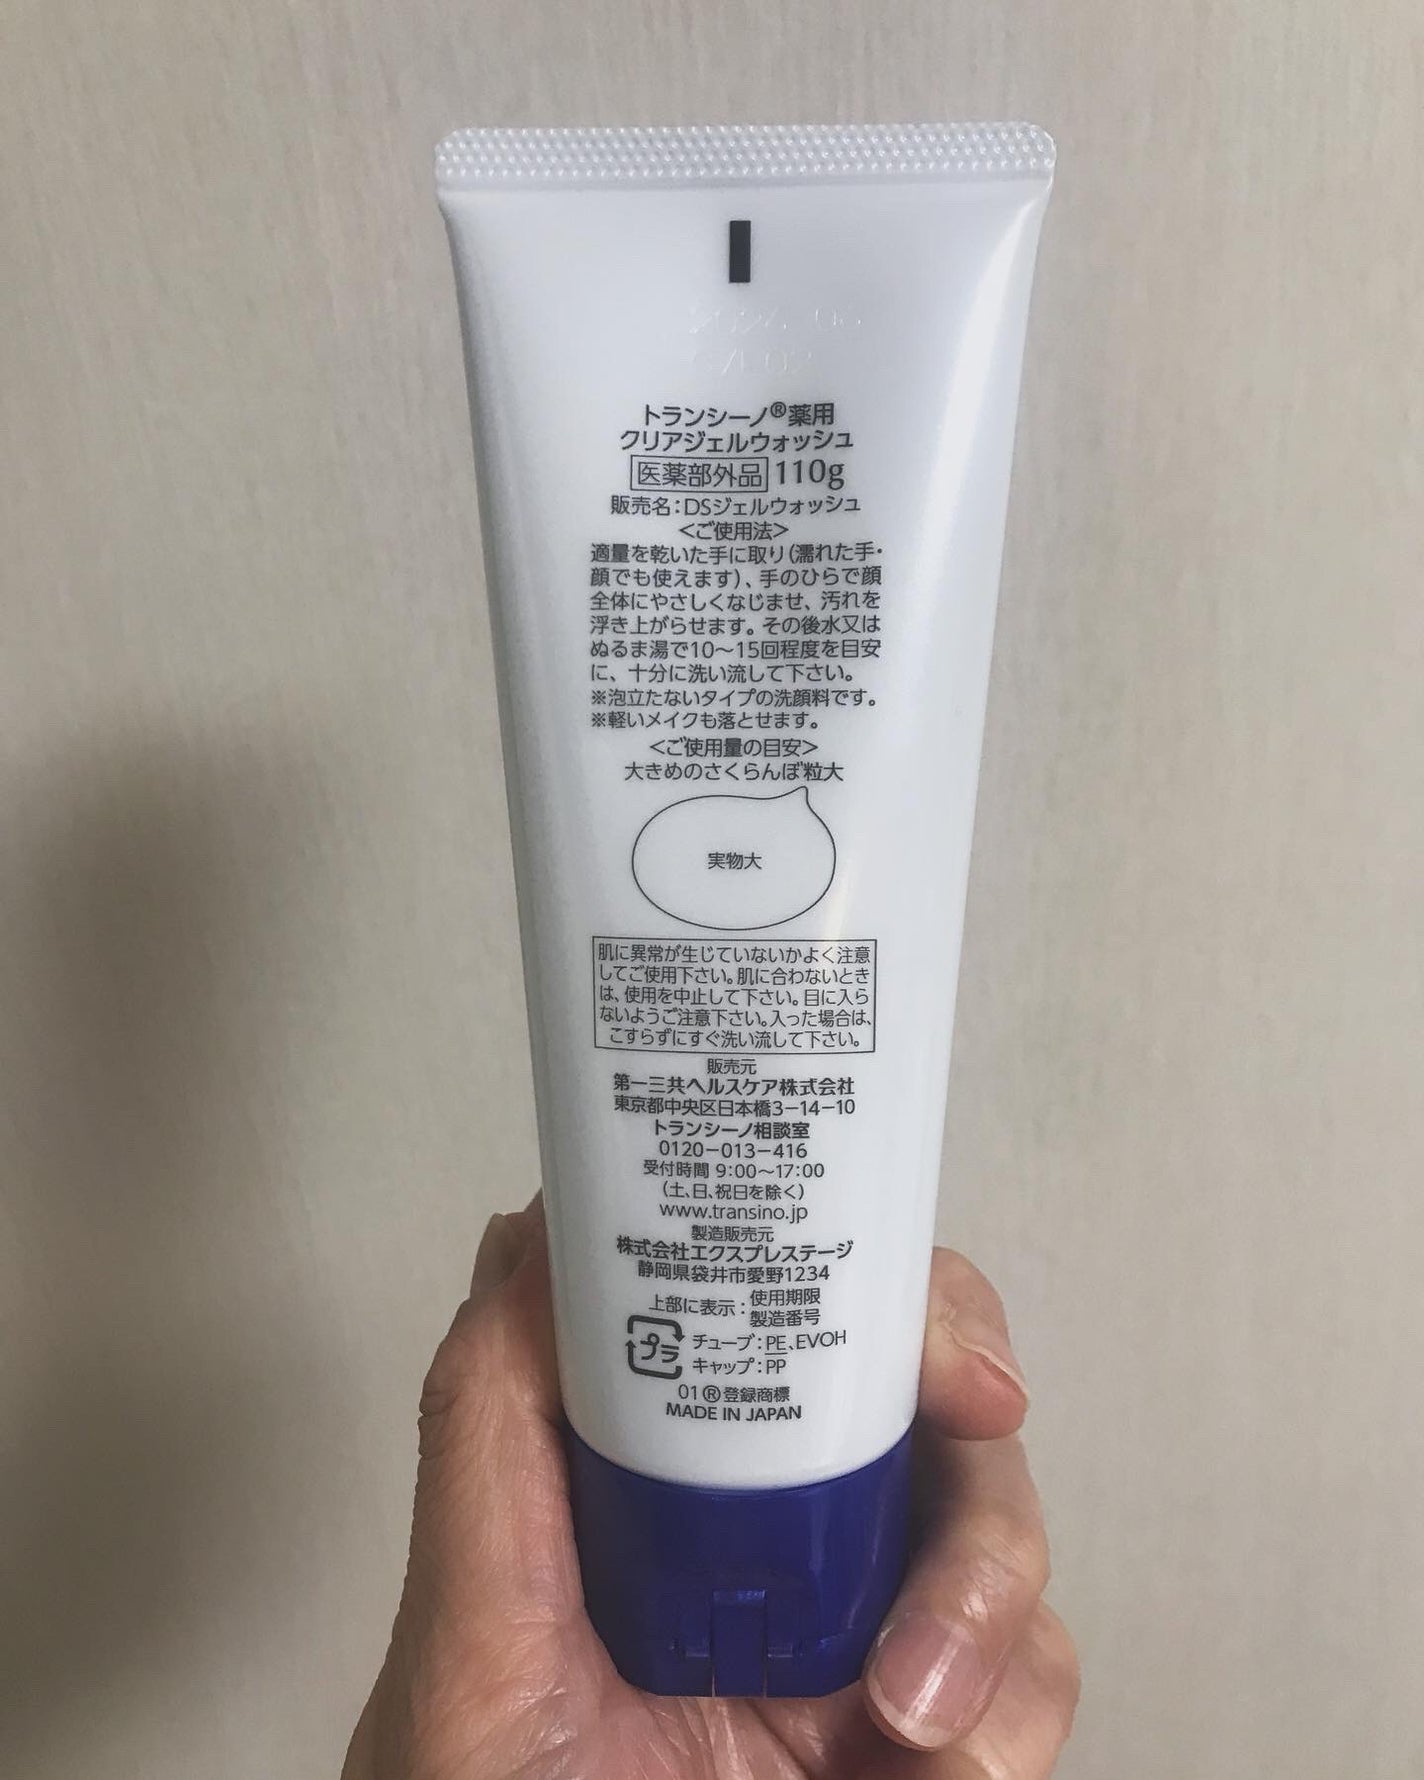 トランシーノ®薬用
クリアジェルウォッシュ
医薬部外品 110g
販売名:DSジェルウォッシュ
<ご使用法>
適量を乾いた手に取り(濡れた手・
顔でも使えます)、手のひらで顔
全体にやさしくなじませ、汚れを
浮き上がらせます。その後水又は
ぬるま湯で10〜15回程度を目安
に、十分に洗い流して下さい。
※泡立たないタイプの洗顔料です。
※軽いメイクも落とせます。
<ご使用量の目安>
大きめのさくらんぼ粒大
実物大
肌に異常が生じていないかよく注意
してご使用下さい。肌に合わないとき
は、使用を中止して下さい。目に入ら
ないようご注意下さい。入った場合は、
こすらずにすぐ洗い流して下さい。
販売元
第一三共ヘルスケア株式会社
東京都中央区日本橋3-14-10
トランシーノ相談室
0120-013-416
受付時間 9:00〜17:00
(土、日、祝日を除く)
www.transino.jp
製造販売元
株式会社エクスプレステージ
静岡県袋井市愛野1234
上部に表示:使用期限
製造番号
プラ チューブ:PE、EVOH
キャップ:PP
01®登録商標
MADE IN JAPAN